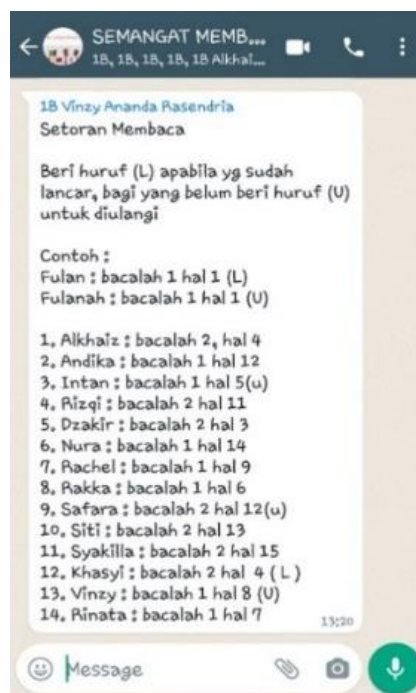 SEMANGAT MEMB...
1B, 1B, 1B, 1B, 1B Alkhai...
1B Vinzy Ananda Rasendria
Setoran Membaca
Beri huruf (L) apabila yg sudah
lancar, bagi yang belum beri huruf (U)
untuk diulangi
Contoh :
Fulan : bacalah 1 hal 1 (L)
Fulanah : bacalah 1 hal 1 (U)
1. Alkhaiz : bacalah 2, hal 4
2. Andika : bacalah 1 hal 12
3. Intan : bacalah 1 hal 5(u)
4. Rizqi : bacalah 2 hal 11
5. Dzakir : bacalah 2 hal 3
6. Nura : bacalah 1 hal 14
7. Rachel : bacalah 1 hal 9
8. Rakka : bacalah 1 hal 6
9. Safara : bacalah 2 hal 12(u)
10. Siti : bacalah 2 hal 13
11. Syakilla : bacalah 2 hal 15
12. Khasyi : bacalah 2 hal 4 ( L )
13. Vinzy : bacalah 1 hal 8 (U)
14. Rinata : bacalah 1 hal 7
13:20
Message